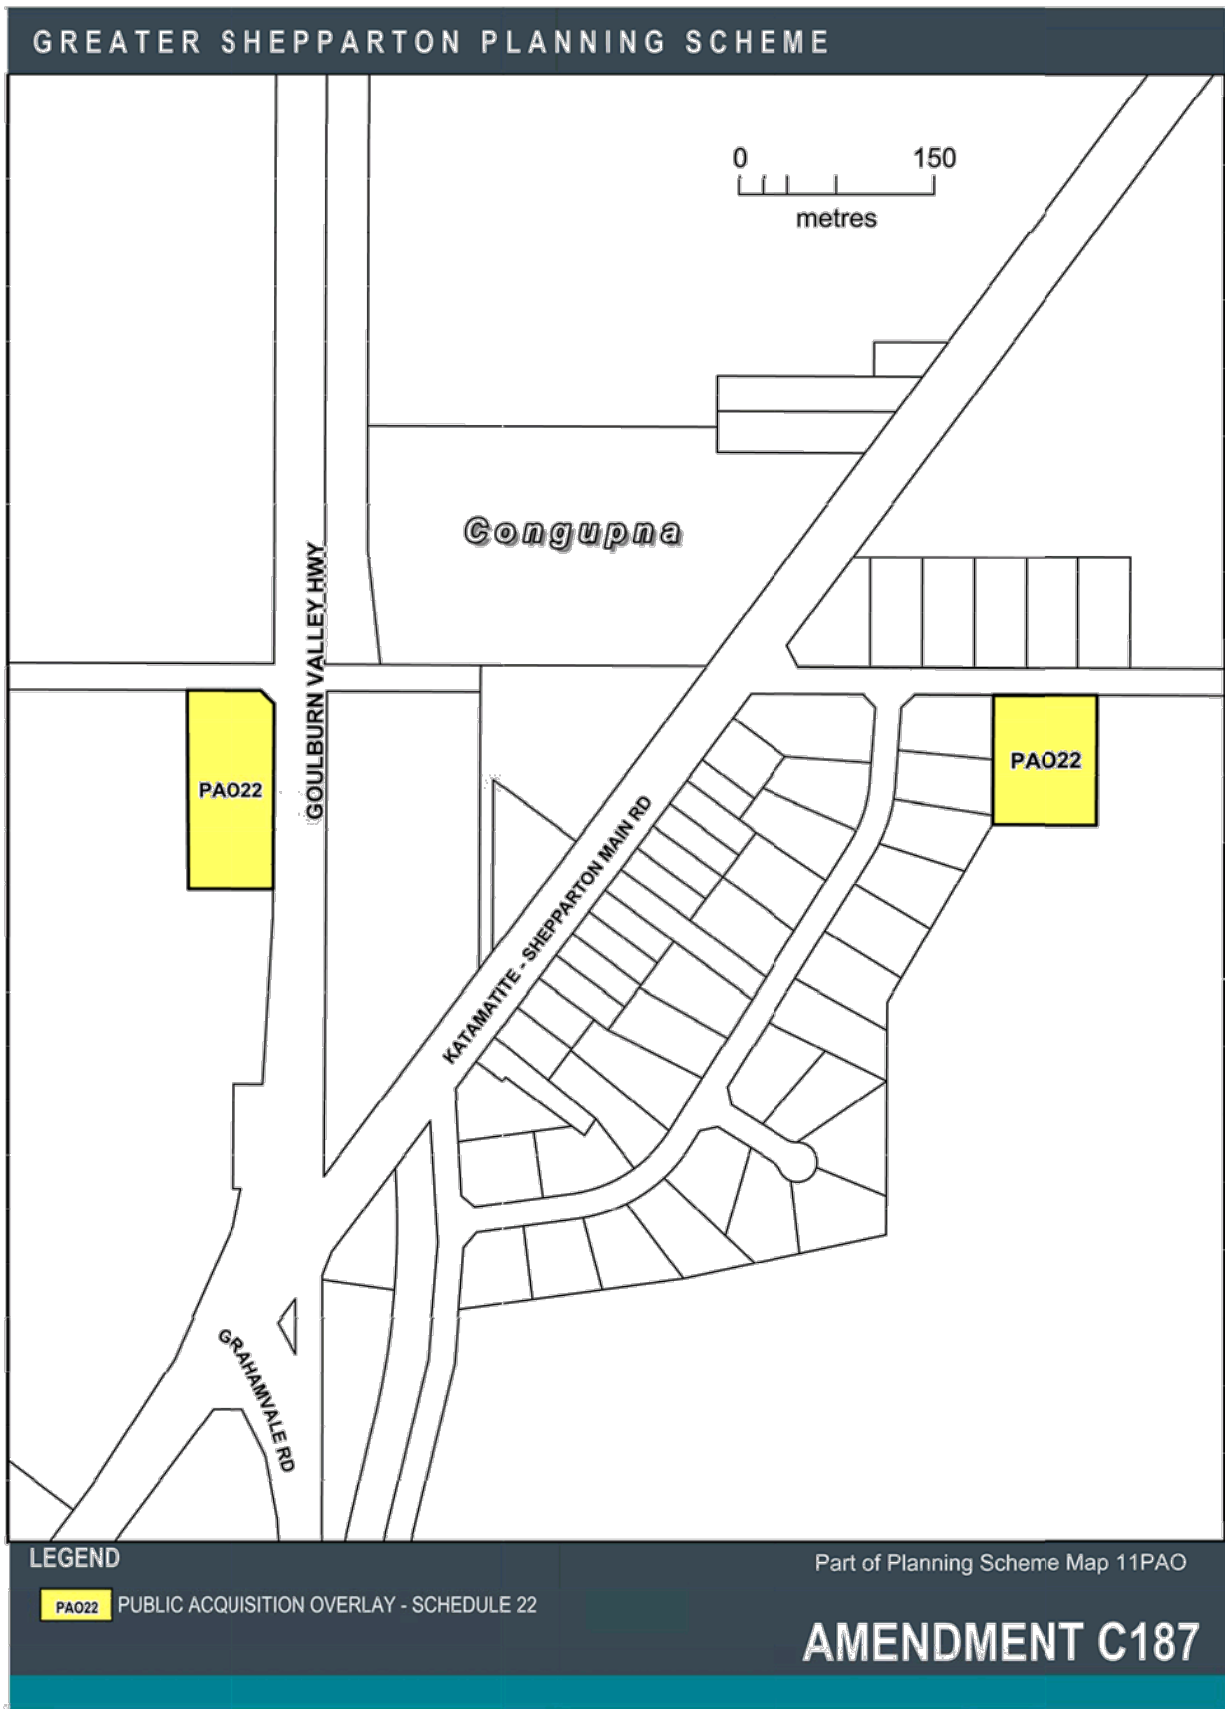 GREATER SHEPPARTON PLANNING SCHEME
0 150
metres
Congupna
GOULBURN VALLEY HWY
PAO22
PAO22
KATAMATITE - SHEPPARTON MAIN RD
GRAHAMVALE RD
LEGEND
Part of Planning Scheme Map 11PAO
PAO22 PUBLIC ACQUISITION OVERLAY - SCHEDULE 22
AMENDMENT C187